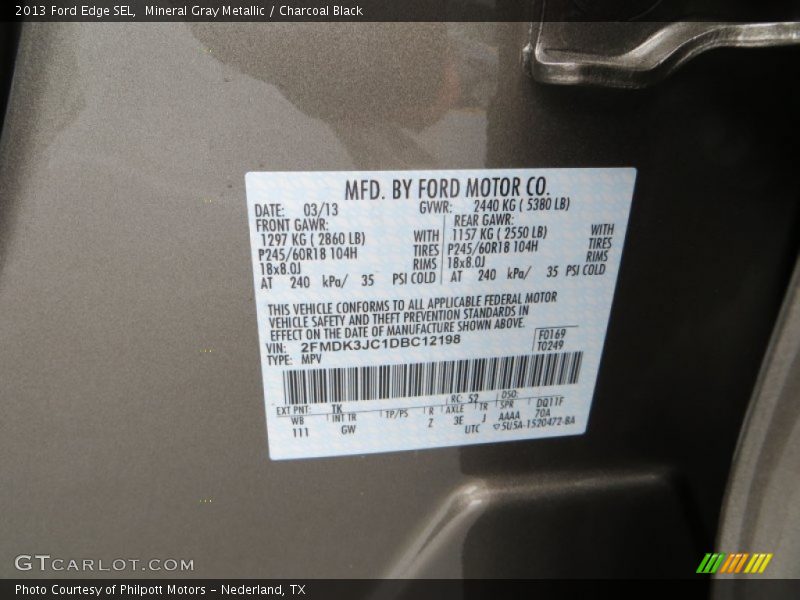 2013 Ford Edge SEL, Mineral Gray Metallic / Charcoal Black
MFD. BY FORD MOTOR CO.
DATE: 03/13 GVWR: 2440 KG ( 5380 LB)
FRONT GAWR: REAR GAWR:
1297 KG ( 2860 LB) WITH 1157 KG ( 2550 LB) WITH
P245/60R18 104H TIRES P245/60R18 104H TIRES
18x8.0J RIMS 18x8.0J RIMS
AT 240 kPa/ 35 PSI COLD AT 240 kPa/ 35 PSI COLD
THIS VEHICLE CONFORMS TO ALL APPLICABLE FEDERAL MOTOR
VEHICLE SAFETY AND THEFT PREVENTION STANDARDS IN
EFFECT ON THE DATE OF MANUFACTURE SHOWN ABOVE.
VIN: 2FMDK3JC1DBC12198 F0169
TYPE: MPV T0249
EXT PNT: TK RC: 52 DSO:
WB INT TR TP/PS R AXLE TR SPR DQ11F
111 GW Z 3E J AAAA 70A
UTC ▽5U5A-1520472-BA
GTCARLOT.COM
Photo Courtesy of Philpott Motors - Nederland, TX